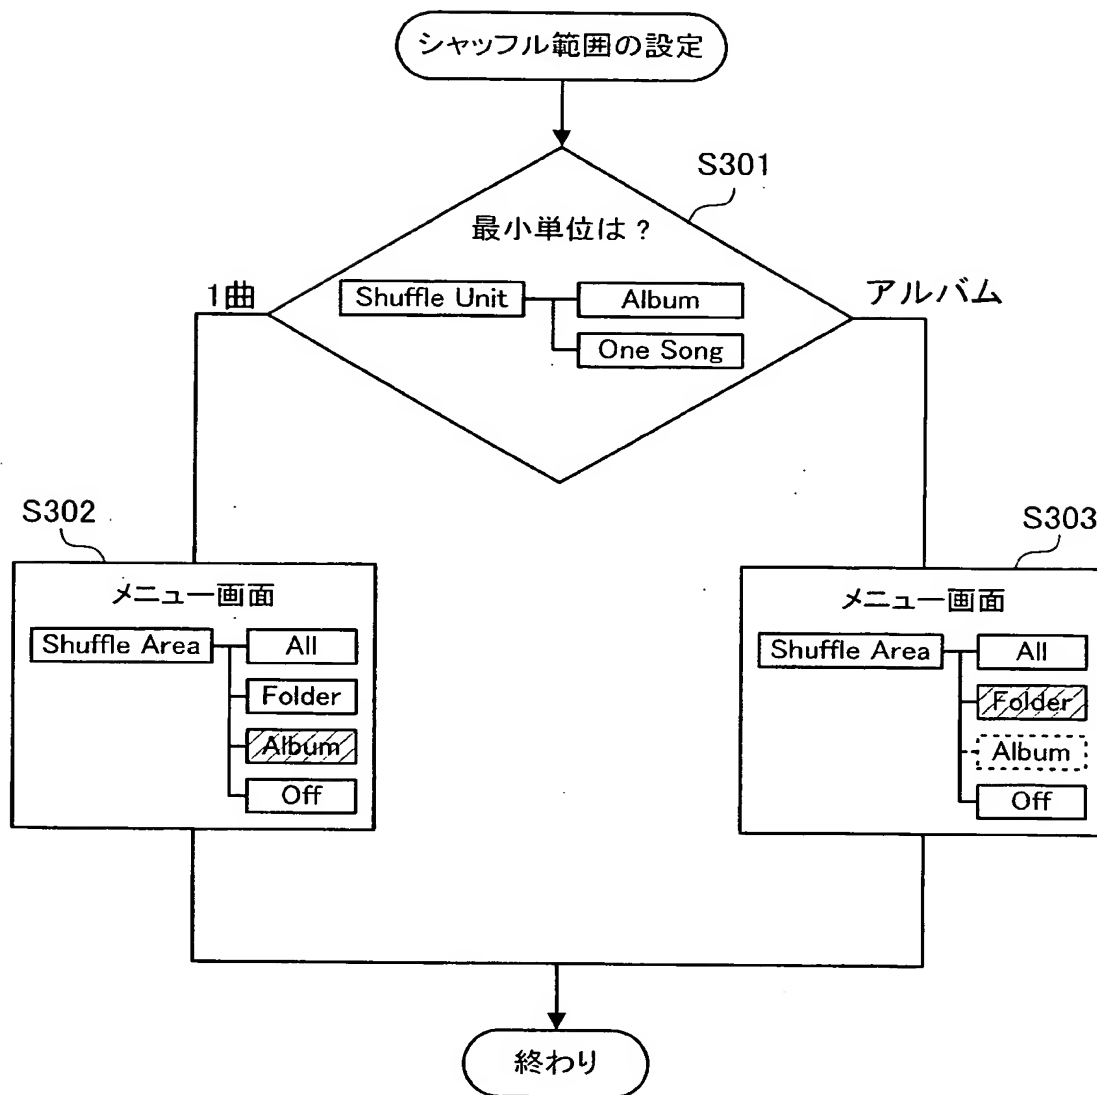 シャッフル範囲の設定
S301
最小単位は?
1曲
アルバム
Shuffle Unit
Album
One Song
S302
メニュー画面
Shuffle Area
All
Folder
Album
Off
S303
メニュー画面
Shuffle Area
All
Folder
Album
Off
終わり